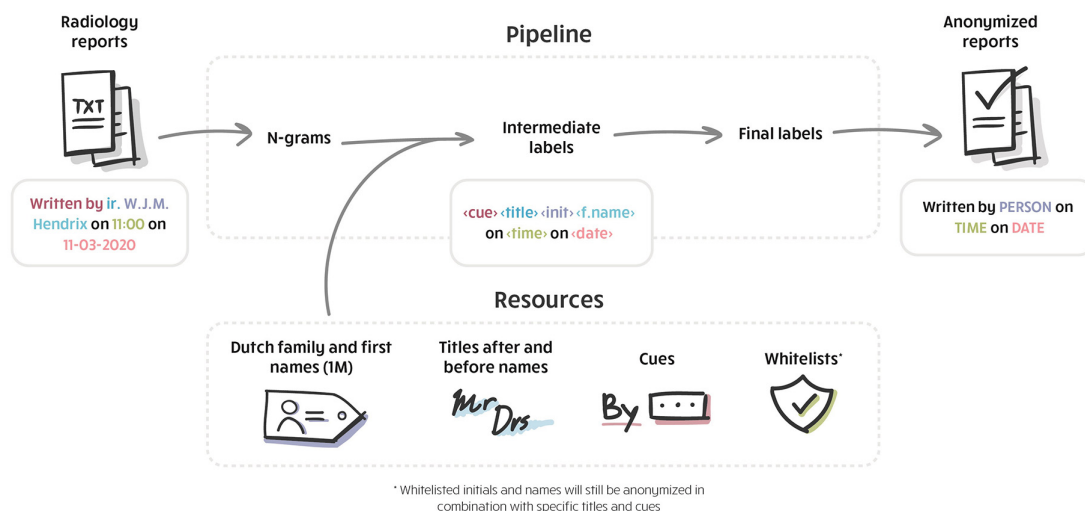 Radiology
reports
TXT
Written by ir. W.J.M.
Hendrix on 11:00 on
11-03-2020
Pipeline
N-grams
Intermediate
labels
Final labels
‹cue› ‹title› ‹init› ‹f.name›
on ‹time› on ‹date›
Anonymized
reports
Written by PERSON on
TIME on DATE
Resources
Dutch family and first
names (1M)
Titles after and
before names
Mr
Drs
Cues
By
Whitelists*
* Whitelisted initials and names will still be anonymized in
combination with specific titles and cues